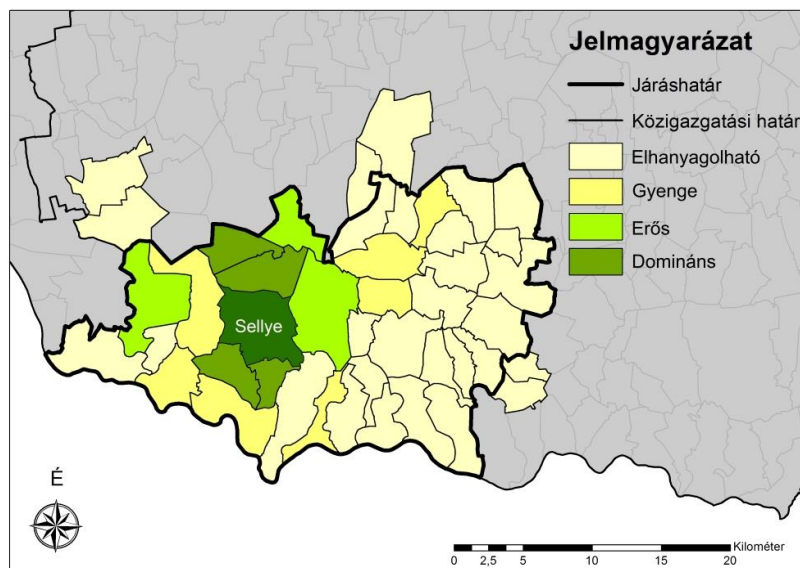 Jelmagyarázat
Járáshatár
Közigazgatási határ
Elhanyagolható
Gyenge
Erős
Domináns
Sellye
É
Kilométer
0 2,5 5 10 15 20